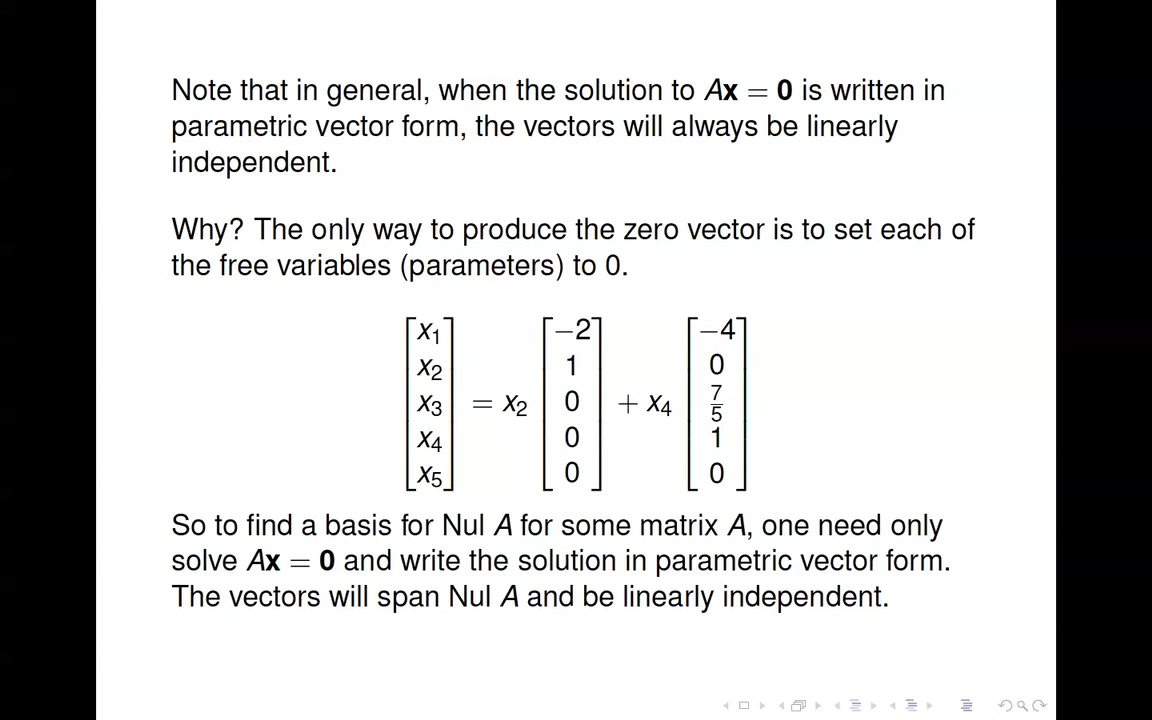 Note that in general, when the solution to Ax = 0 is written in
parametric vector form, the vectors will always be linearly
independent.
Why? The only way to produce the zero vector is to set each of
the free variables (parameters) to 0.
[x₁ x₂ x₃ x₄ x₅] = x₂ [−2 1 0 0 0] + x₄ [−4 0 7/5 1 0]
So to find a basis for Nul A for some matrix A, one need only
solve Ax = 0 and write the solution in parametric vector form.
The vectors will span Nul A and be linearly independent.